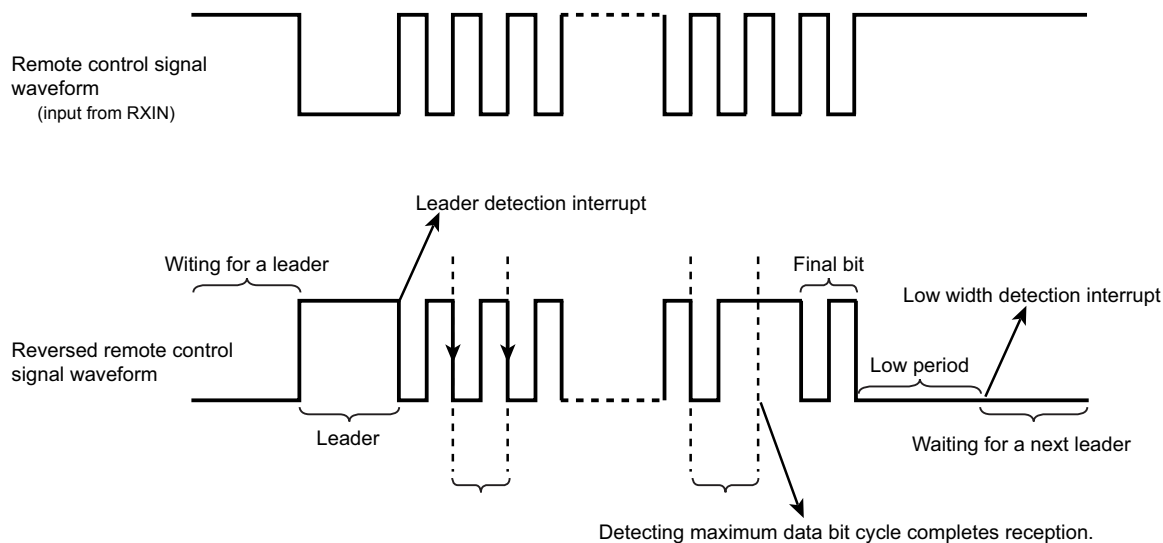 Remote control signal
waveform
(input from RXIN)
Leader detection interrupt
Witing for a leader
Final bit
Low width detection interrupt
Reversed remote control
signal waveform
Low period
Leader
Waiting for a next leader
Detecting maximum data bit cycle completes reception.